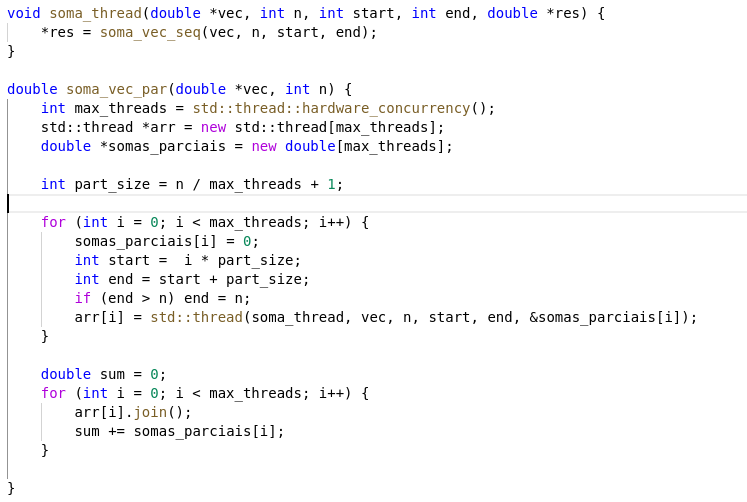 void soma_thread(double *vec, int n, int start, int end, double *res) {
    *res = soma_vec_seq(vec, n, start, end);
}

double soma_vec_par(double *vec, int n) {
    int max_threads = std::thread::hardware_concurrency();
    std::thread *arr = new std::thread[max_threads];
    double *somas_parciais = new double[max_threads];

    int part_size = n / max_threads + 1;

    for (int i = 0; i < max_threads; i++) {
        somas_parciais[i] = 0;
        int start =  i * part_size;
        int end = start + part_size;
        if (end > n) end = n;
        arr[i] = std::thread(soma_thread, vec, n, start, end, &somas_parciais[i]);
    }

    double sum = 0;
    for (int i = 0; i < max_threads; i++) {
        arr[i].join();
        sum += somas_parciais[i];
    }

}